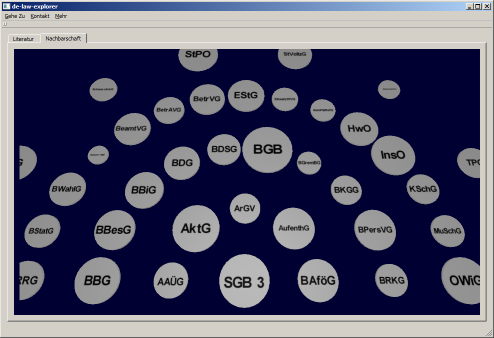 de-law-explorer
Gehe Zu Kontakt Mehr
Literatur Nachbarschaft
StPO
StVollzG
BetrVG
EStG
BetrAVG
BeamtVG
HwO
BDSG
BGB
InsO
BDG
TPG
BWahlG
BBiG
BKGG
KSchG
ArGV
BStatG
BBesG
AktG
AufenthG
BPersVG
MuSchG
BBG
AAÜG
SGB 3
BAföG
BRKG
OWiG